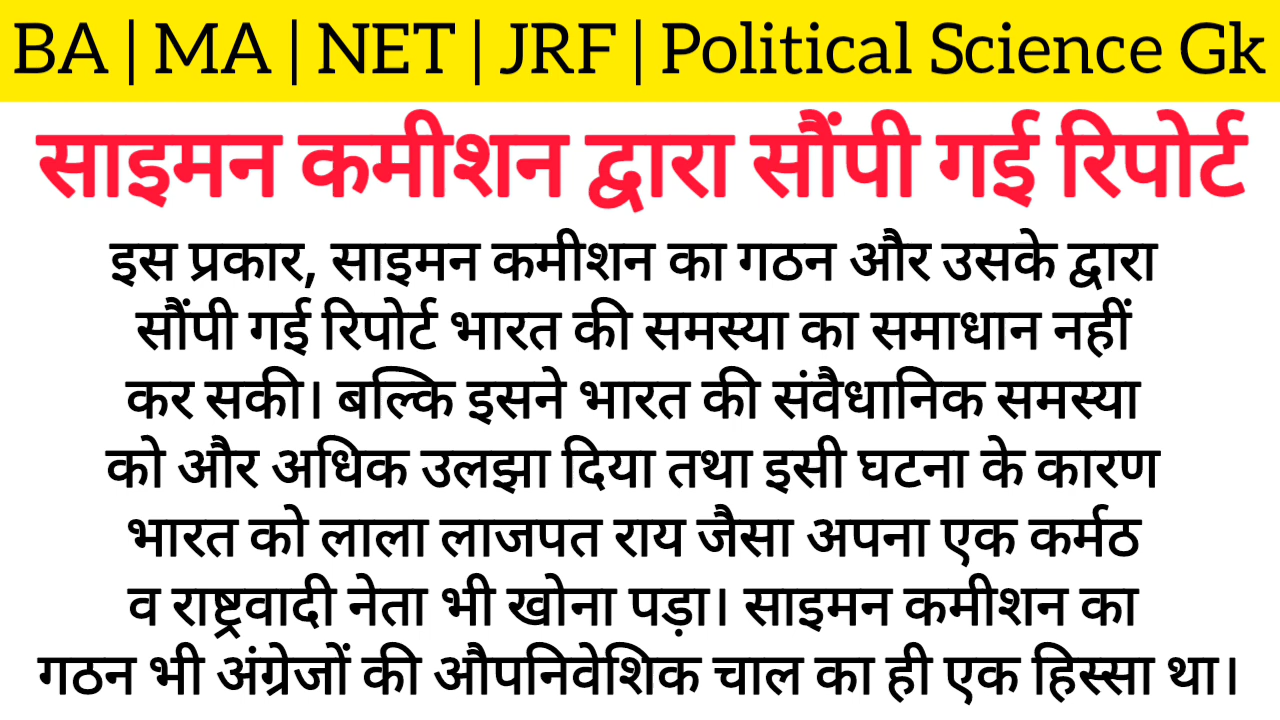 BA | MA | NET | JRF | Political Science Gk
साइमन कमीशन द्वारा सौंपी गई रिपोर्ट
इस प्रकार, साइमन कमीशन का गठन और उसके द्वारा
सौंपी गई रिपोर्ट भारत की समस्या का समाधान नहीं
कर सकी। बल्कि इसने भारत की संवैधानिक समस्या
को और अधिक उलझा दिया तथा इसी घटना के कारण
भारत को लाला लाजपत राय जैसा अपना एक कर्मठ
व राष्ट्रवादी नेता भी खोना पड़ा। साइमन कमीशन का
गठन भी अंग्रेजों की औपनिवेशिक चाल का ही एक हिस्सा था।